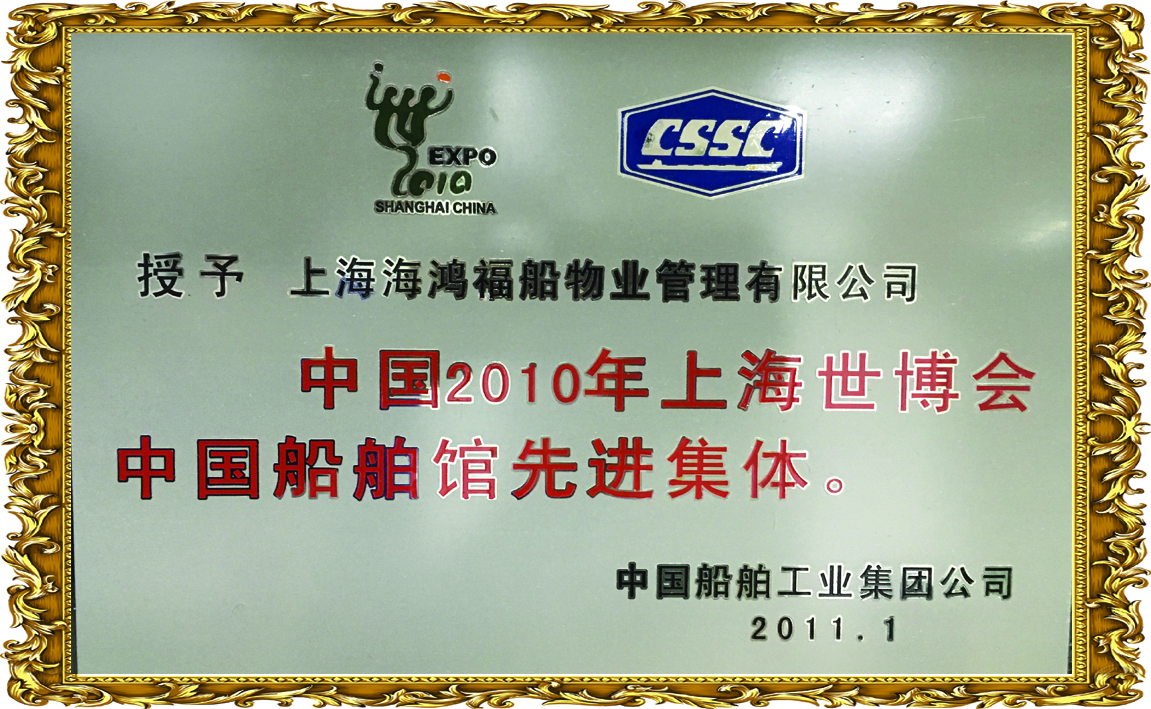 EXPO
2010
SHANGHAI CHINA
CSSC
授予 上海海鸿福船物业管理有限公司
中国2010年上海世博会
中国船舶馆先进集体。
中国船舶工业集团公司
2011.1